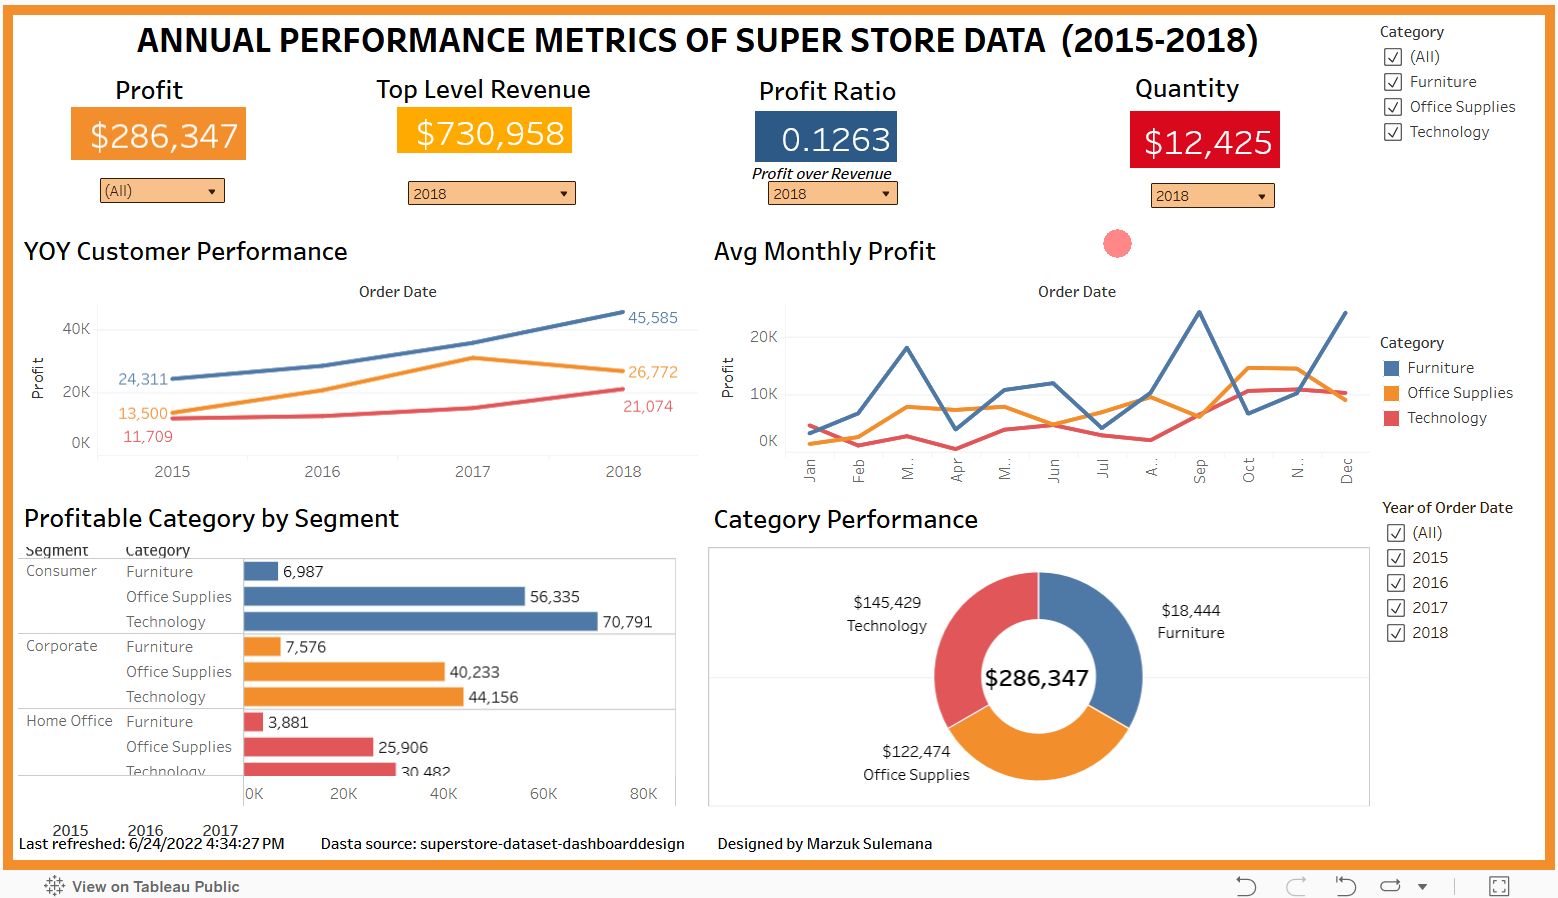 ANNUAL PERFORMANCE METRICS OF SUPER STORE DATA (2015-2018)
Profit
$286,347
(All)
Top Level Revenue
$730,958
2018
Profit Ratio
0.1263
Profit over Revenue
2018
Quantity
$12,425
2018
Category
(All)
Furniture
Office Supplies
Technology
YOY Customer Performance
Order Date
Profit
40K
20K
0K
24,311
13,500
11,709
45,585
26,772
21,074
2015 2016 2017 2018
Avg Monthly Profit
Order Date
Profit
20K
10K
0K
Jan Feb M.. Apr M.. Jun Jul A.. Sep Oct N.. Dec
Category
Furniture
Office Supplies
Technology
Profitable Category by Segment
Segment Category
Consumer Furniture 6,987
Office Supplies 56,335
Technology 70,791
Corporate Furniture 7,576
Office Supplies 40,233
Technology 44,156
Home Office Furniture 3,881
Office Supplies 25,906
Technology 30,482
0K 20K 40K 60K 80K
Category Performance
$145,429
Technology
$18,444
Furniture
$286,347
$122,474
Office Supplies
Year of Order Date
(All)
2015
2016
2017
2018
2015 2016 2017
Last refreshed: 6/24/2022 4:34:27 PM Dasta source: superstore-dataset-dashboarddesign Designed by Marzuk Sulemana
View on Tableau Public